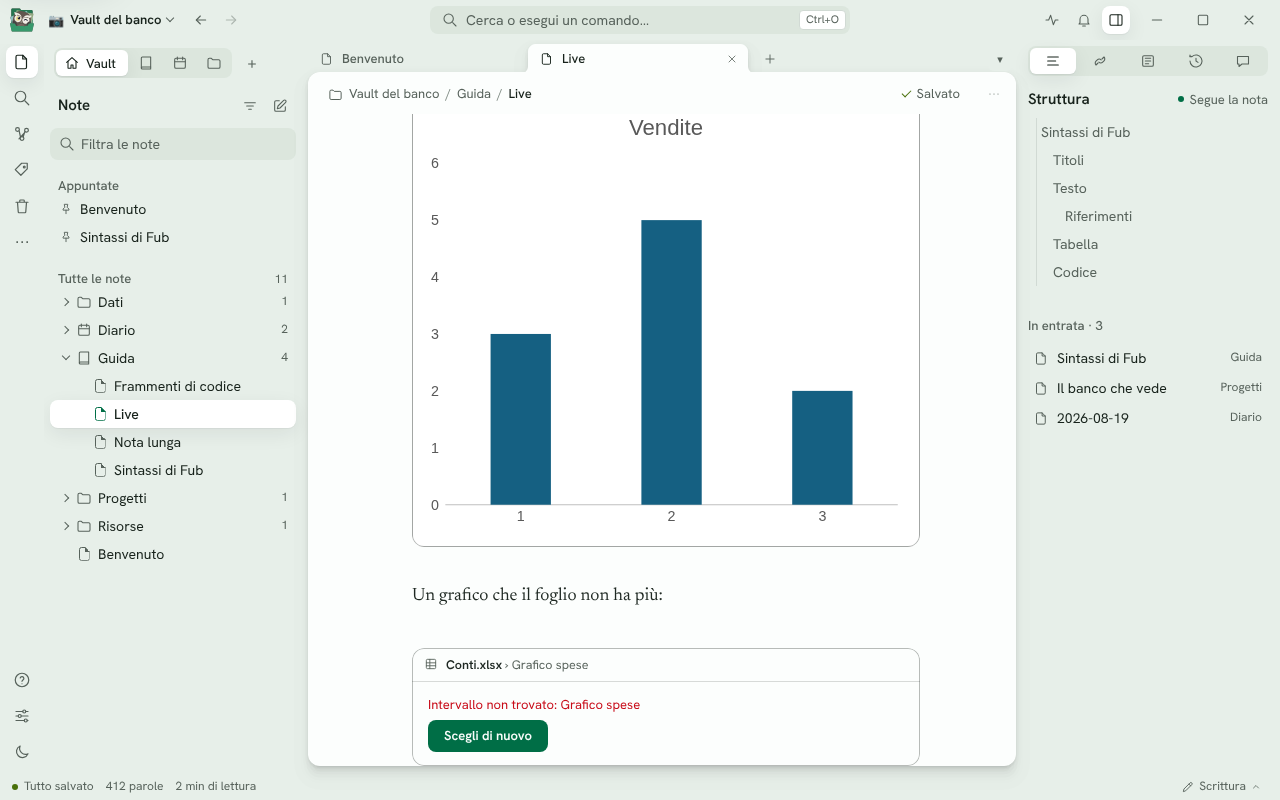 Vault del banco
Cerca o esegui un comando...
Ctrl+O
Vault
Benvenuto
Live
Note
Filtra le note
Appuntate
Benvenuto
Sintassi di Fub
Tutte le note 11
Dati 1
Diario 2
Guida 4
Frammenti di codice
Live
Nota lunga
Sintassi di Fub
Progetti 1
Risorse 1
Benvenuto
Vault del banco / Guida / Live
Salvato
Vendite
6
5
4
3
2
1
0
1 2 3
Un grafico che il foglio non ha più:
Conti.xlsx › Grafico spese
Intervallo non trovato: Grafico spese
Scegli di nuovo
Struttura
Segue la nota
Sintassi di Fub
Titoli
Testo
Riferimenti
Tabella
Codice
In entrata · 3
Sintassi di Fub Guida
Il banco che vede Progetti
2026-08-19 Diario
Tutto salvato 412 parole 2 min di lettura
Scrittura